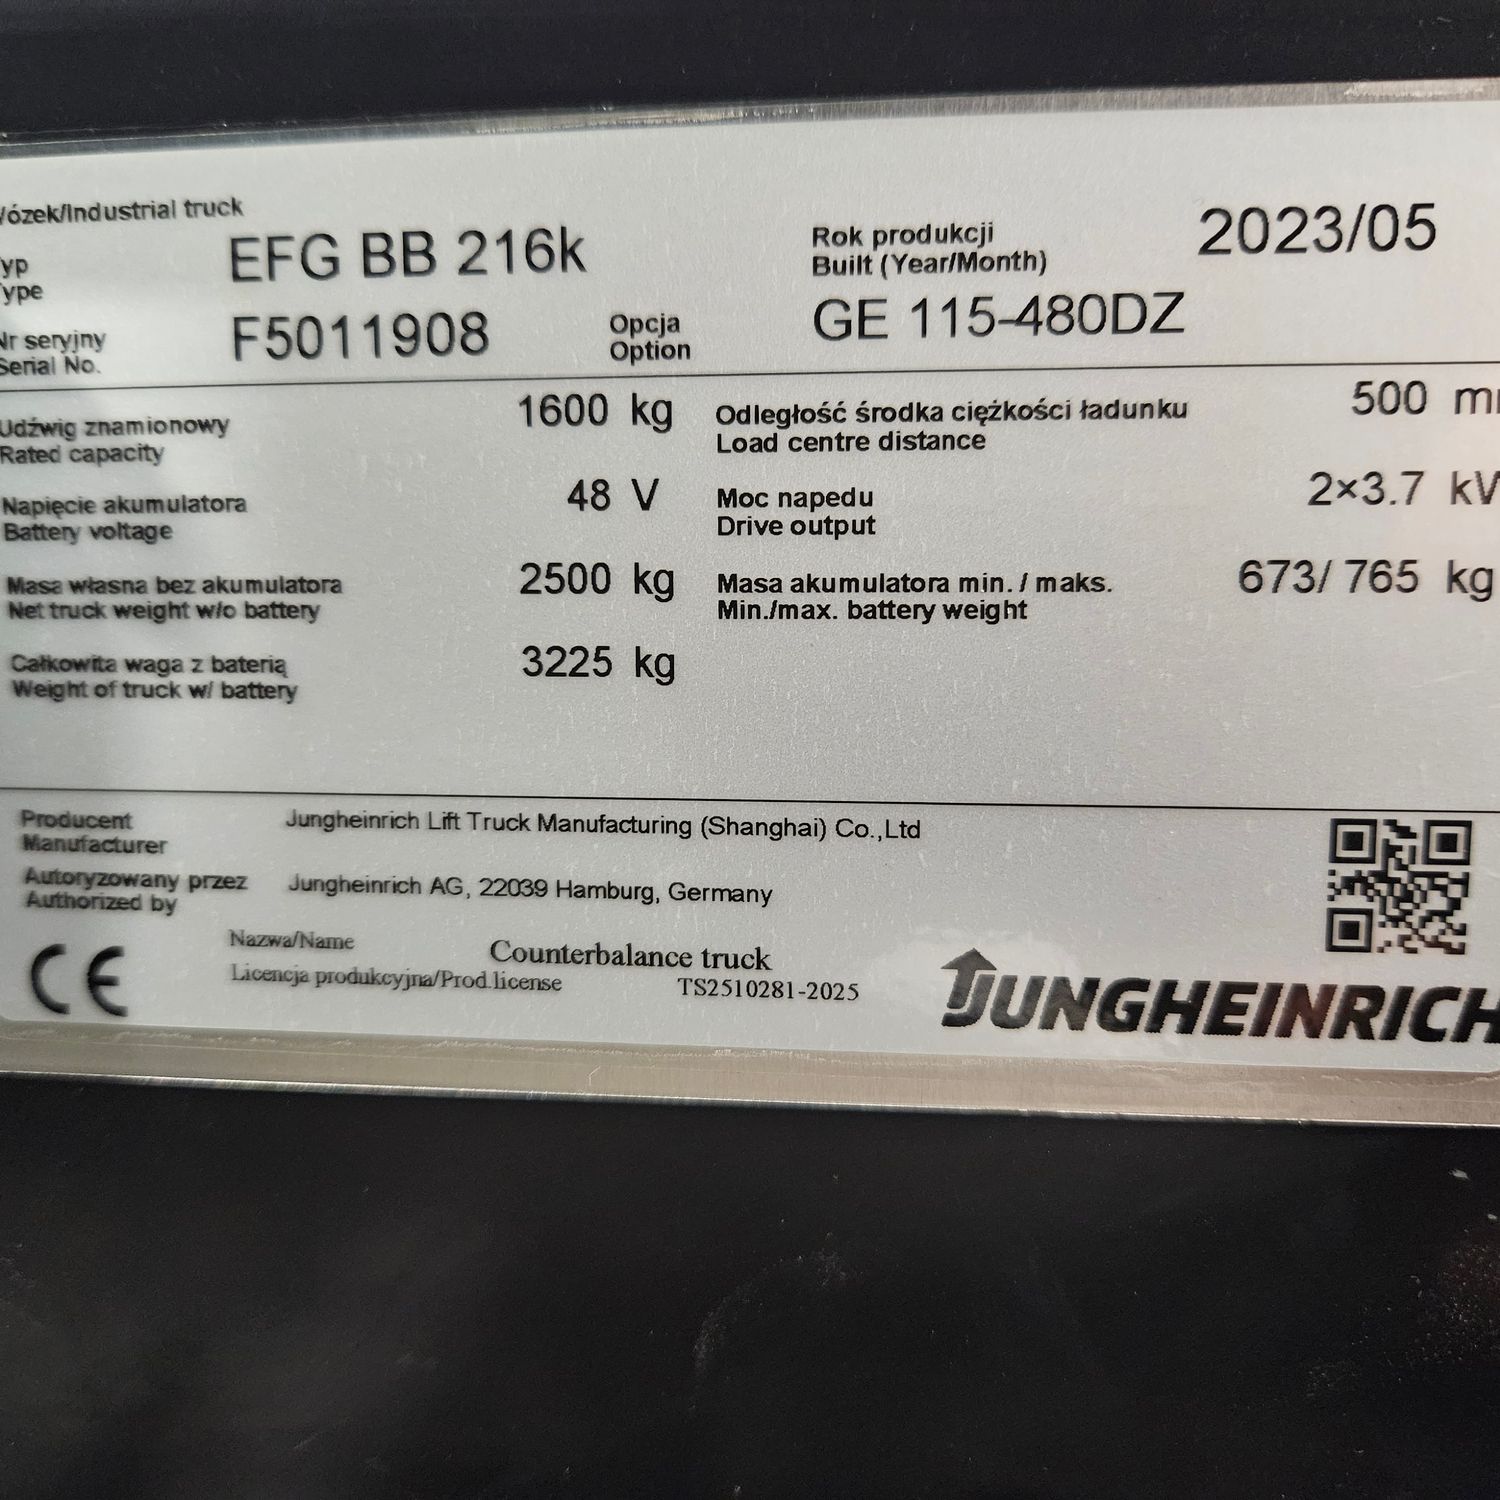 Wózek/Industrial truck
Typ EFG BB 216k Rok produkcji 2023/05
Type Built (Year/Month)
Nr seryjny F5011908 Opcja GE 115-480DZ
Serial No. Option
Udźwig znamionowy 1600 kg Odległość środka ciężkości ładunku 500 m
Rated capacity Load centre distance
Napięcie akumulatora 48 V Moc napędu 2×3.7 kW
Battery voltage Drive output
Masa własna bez akumulatora 2500 kg Masa akumulatora min. / maks. 673/ 765 kg
Net truck weight w/o battery Min./max. battery weight
Całkowita waga z baterią 3225 kg
Weight of truck w/ battery
Producent Jungheinrich Lift Truck Manufacturing (Shanghai) Co.,Ltd
Manufacturer
Autoryzowany przez Jungheinrich AG, 22039 Hamburg, Germany
Authorized by
CE
Nazwa/Name Counterbalance truck
Licencja produkcyjna/Prod.license TS2510281-2025
JUNGHEINRICH